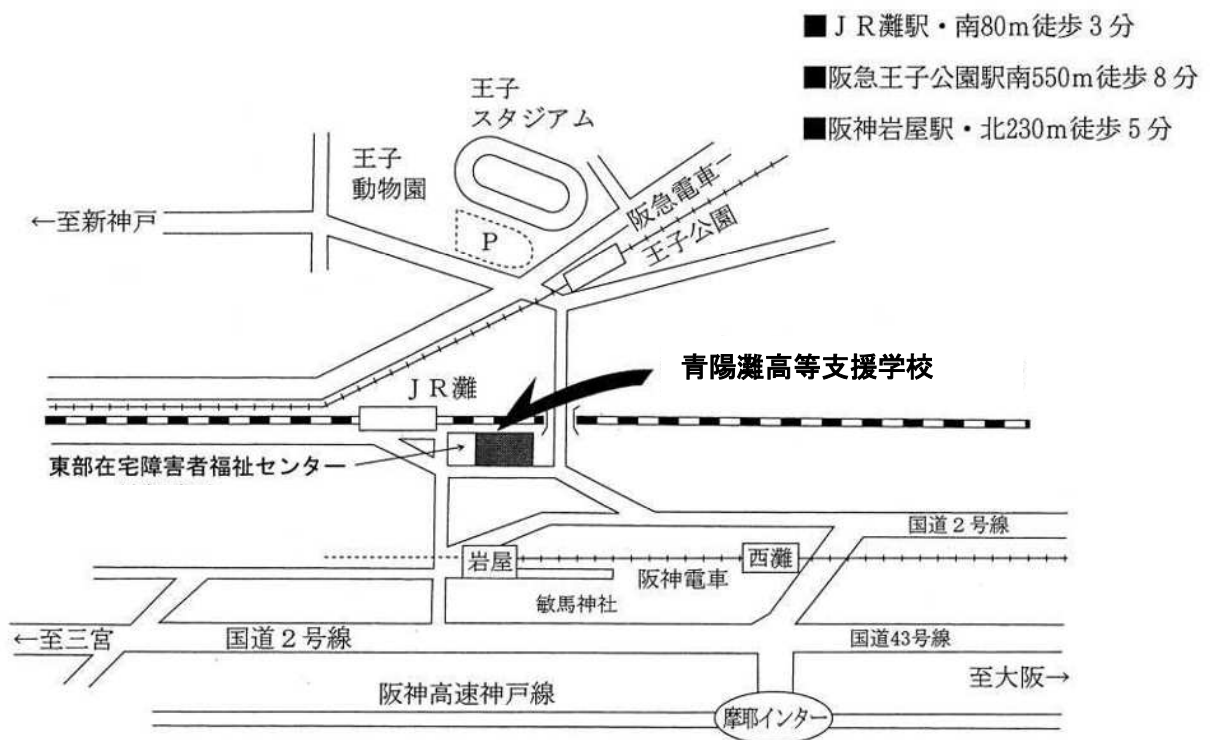 ■ＪＲ灘駅・南80ｍ徒歩３分
■阪急王子公園駅南550ｍ徒歩８分
■阪神岩屋駅・北230ｍ徒歩５分
王子
スタジアム
王子
動物園
←至新神戸
P
阪急電車
王子公園
青陽灘高等支援学校
ＪＲ灘
東部在宅障害者福祉センター
国道２号線
岩屋
西灘
阪神電車
敏馬神社
←至三宮
国道２号線
国道43号線
至大阪→
阪神高速神戸線
摩耶インター